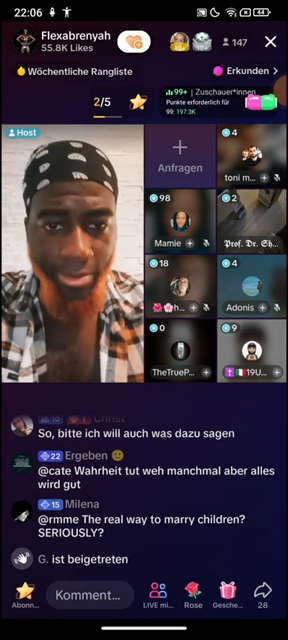 22:06
44
Flexabrenyah
55.8K Likes
147
Wöchentliche Rangliste
Erkunden >
2/5
99+ | Zuschauer*innen
Punkte erforderlich für
99: 197.3K
Host
+
Anfragen
4
toni m...
98
Mamie
2
Prof. Dr. Sh...
18
h...
4
Adonis
0
TheTrueP...
9
19U...
Christ
So, bitte ich will auch was dazu sagen
22 Ergeben 🙂
@cate Wahrheit tut weh manchmal aber alles
wird gut
15 Milena
@rmme The real way to marry children?
SERIOUSLY?
G. ist beigetreten
Abonn...
Komment...
LIVE mi...
Rose
Gesche...
28